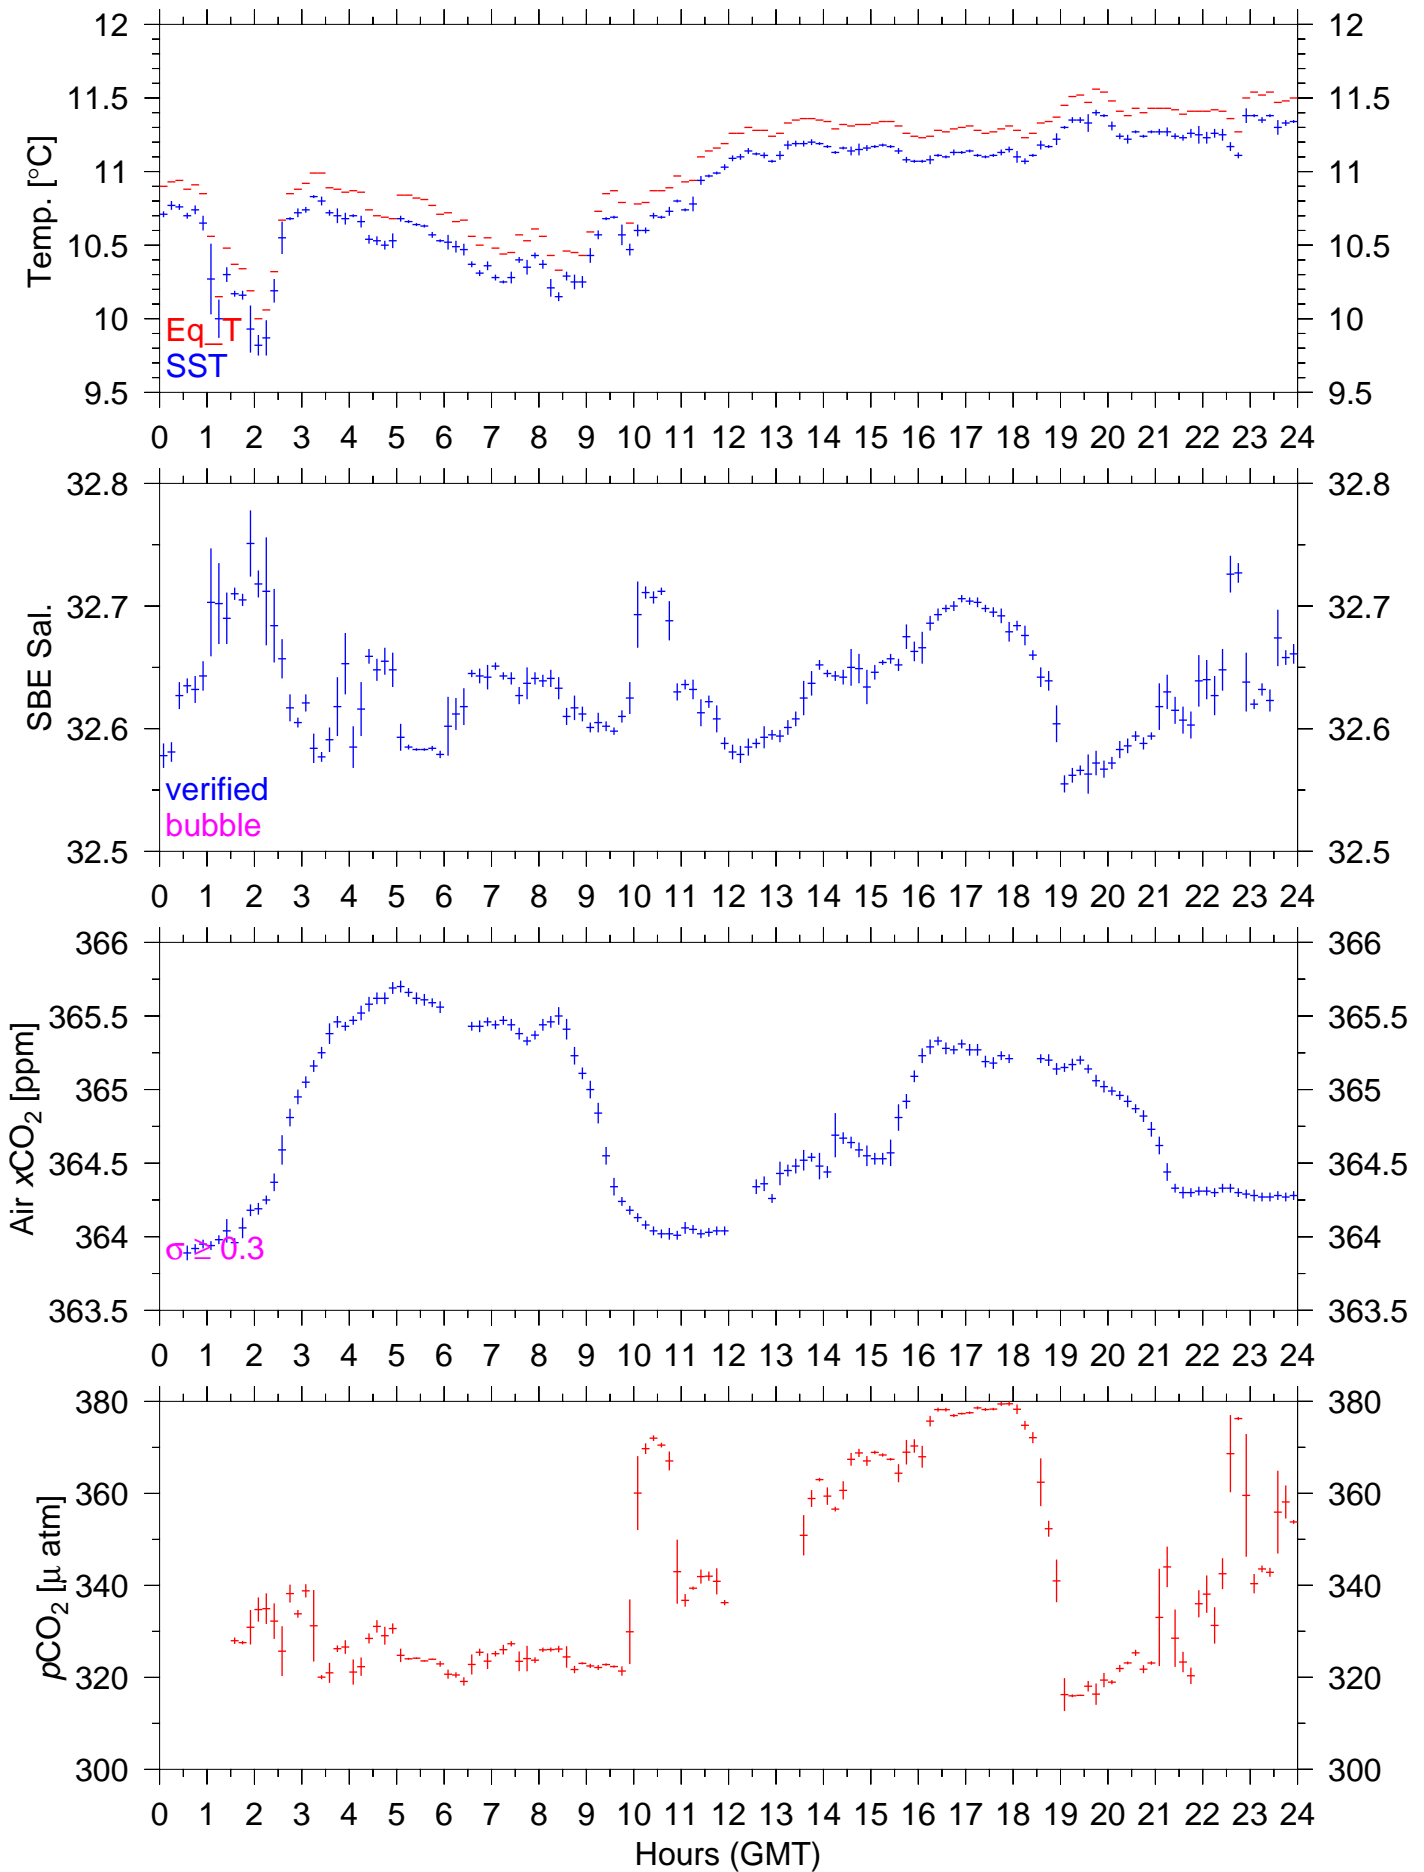 12 12
11.5 11.5
11 11
10.5 10.5
10 10
9.5 9.5
Temp. [°C]
Eq_T
SST
0 1 2 3 4 5 6 7 8 9 10 11 12 13 14 15 16 17 18 19 20 21 22 23 24
32.8 32.8
32.7 32.7
32.6 32.6
32.5 32.5
SBE Sal.
verified
bubble
0 1 2 3 4 5 6 7 8 9 10 11 12 13 14 15 16 17 18 19 20 21 22 23 24
366 366
365.5 365.5
365 365
364.5 364.5
364 364
363.5 363.5
Air xCO₂ [ppm]
σ ≥ 0.3
0 1 2 3 4 5 6 7 8 9 10 11 12 13 14 15 16 17 18 19 20 21 22 23 24
380 380
360 360
340 340
320 320
300 300
pCO₂ [μ atm]
0 1 2 3 4 5 6 7 8 9 10 11 12 13 14 15 16 17 18 19 20 21 22 23 24
Hours (GMT)